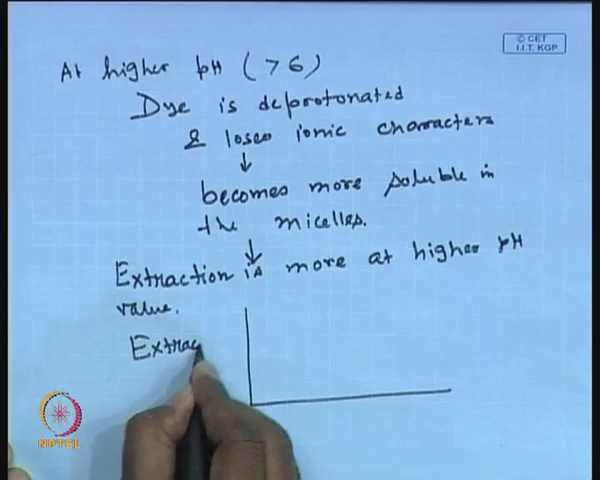 © CET
I.I.T. KGP
At higher pH (>6)
Dye is deprotonated
& loses ionic characters
↓
becomes more soluble in
the micelles.
↓
Extraction is more at higher pH
value.
Extrac
NPTEL